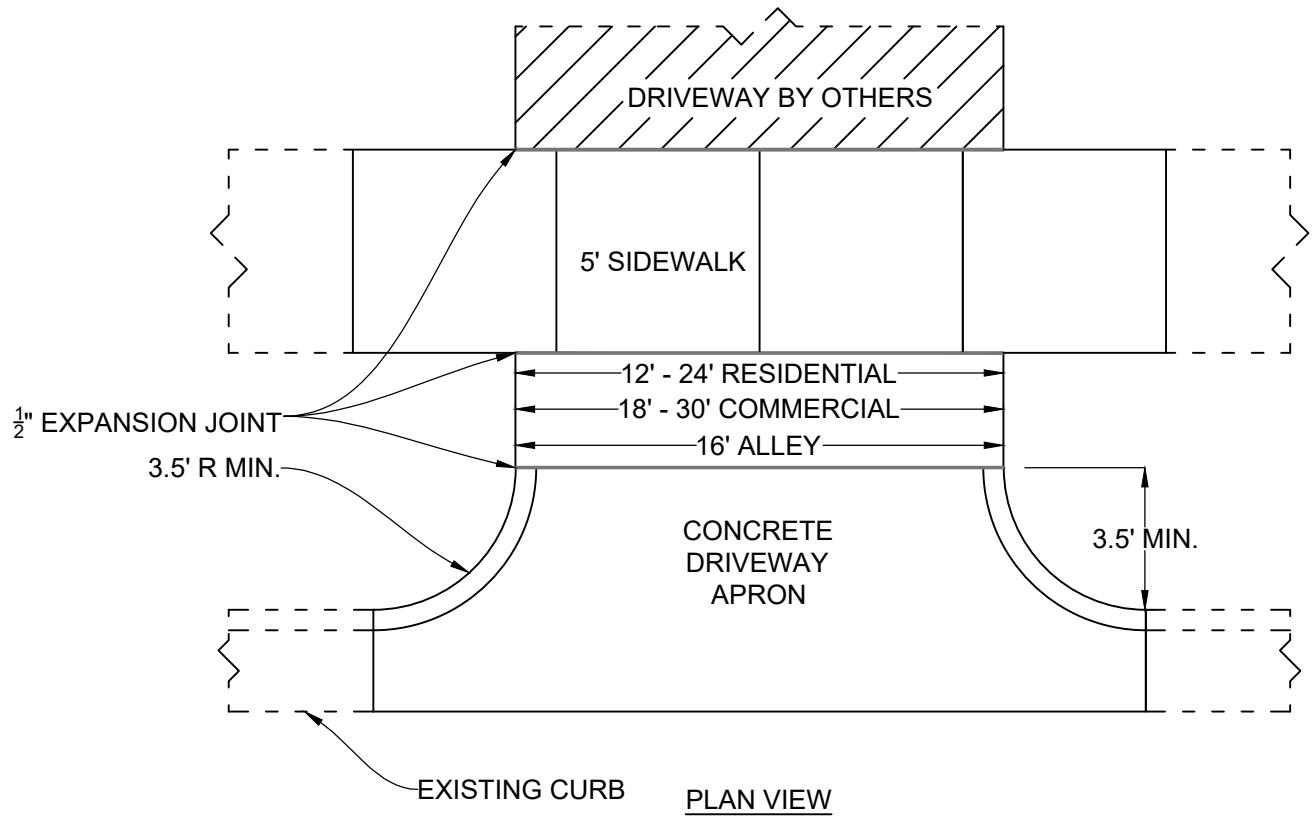 DRIVEWAY BY OTHERS
5' SIDEWALK
12' - 24' RESIDENTIAL
18' - 30' COMMERCIAL
16' ALLEY
½" EXPANSION JOINT
3.5' R MIN.
CONCRETE
DRIVEWAY
APRON
3.5' MIN.
EXISTING CURB
PLAN VIEW